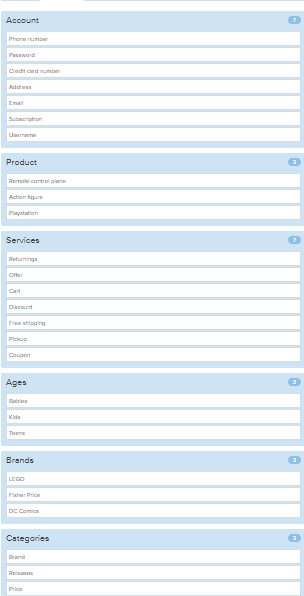 Account 7
Phone number
Password
Credit card number
Address
Email
Subscription
Username
Product 3
Remote control plane
Action figure
Playstation
Services 7
Returnings
Offer
Cart
Discount
Free shipping
Pickup
Coupon
Ages 3
Babies
Kids
Teens
Brands 3
LEGO
Fisher Price
DC Comics
Categories 3
Brand
Releases
Price